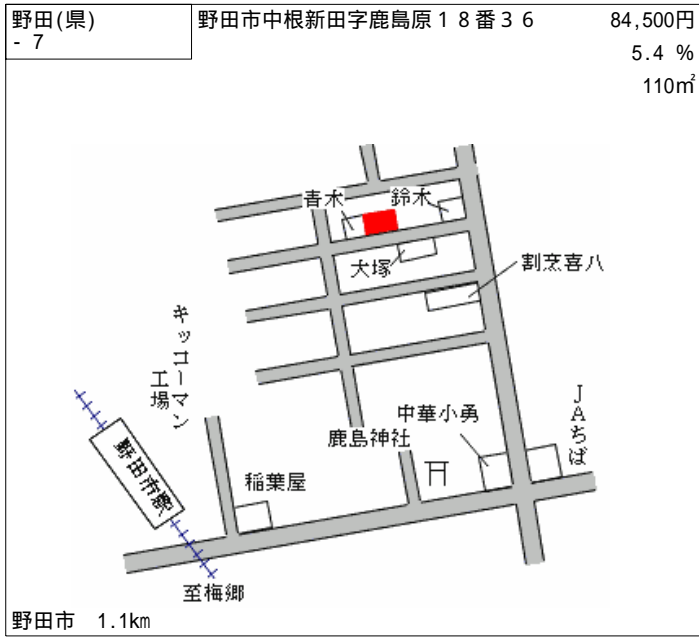 野田(県)
- 7
野田市中根新田字鹿島原18番36
84,500円
5.4 %
110㎡
青木
鈴木
犬塚
割烹喜八
キッコーマン
工場
JAちば
中華小勇
鹿島神社
稲葉屋
野田市駅
至梅郷
野田市 1.1km